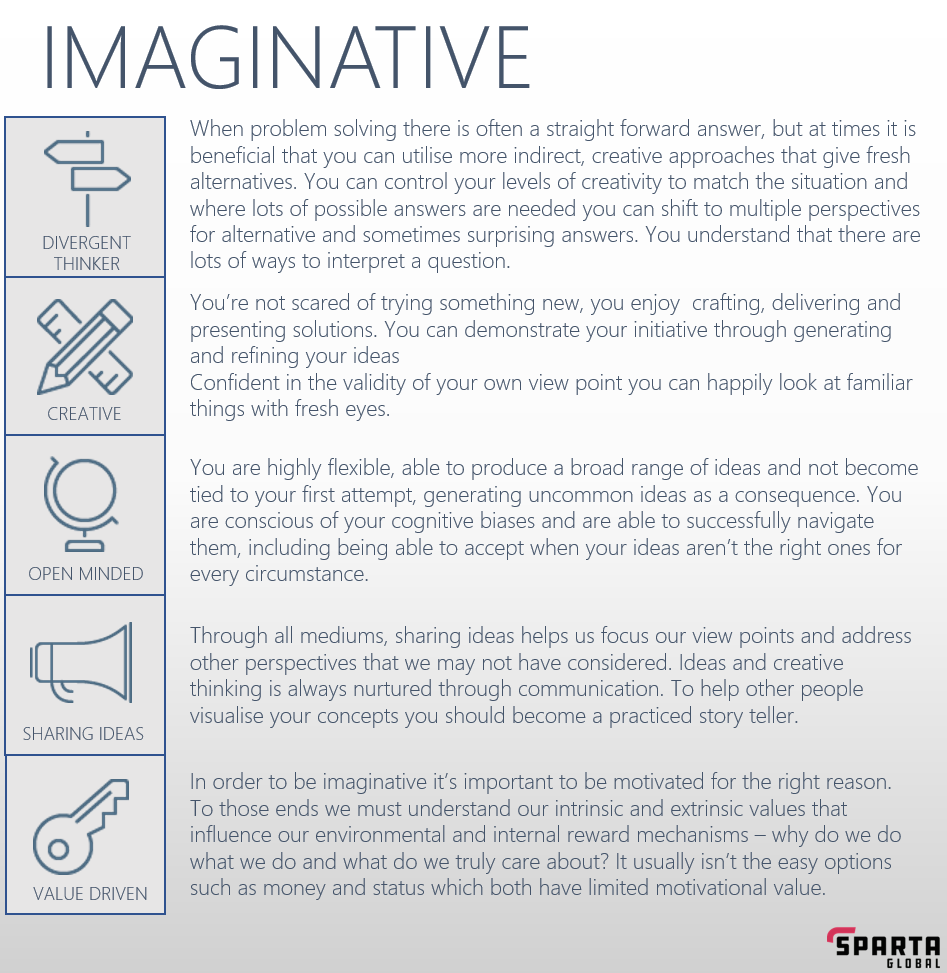 IMAGINATIVE
DIVERGENT
THINKER
When problem solving there is often a straight forward answer, but at times it is
beneficial that you can utilise more indirect, creative approaches that give fresh
alternatives. You can control your levels of creativity to match the situation and
where lots of possible answers are needed you can shift to multiple perspectives
for alternative and sometimes surprising answers. You understand that there are
lots of ways to interpret a question.
CREATIVE
You're not scared of trying something new, you enjoy  crafting, delivering and
presenting solutions. You can demonstrate your initiative through generating
and refining your ideas
Confident in the validity of your own view point you can happily look at familiar
things with fresh eyes.
OPEN MINDED
You are highly flexible, able to produce a broad range of ideas and not become
tied to your first attempt, generating uncommon ideas as a consequence. You
are conscious of your cognitive biases and are able to successfully navigate
them, including being able to accept when your ideas aren't the right ones for
every circumstance.
SHARING IDEAS
Through all mediums, sharing ideas helps us focus our view points and address
other perspectives that we may not have considered. Ideas and creative
thinking is always nurtured through communication. To help other people
visualise your concepts you should become a practiced story teller.
VALUE DRIVEN
In order to be imaginative it's important to be motivated for the right reason.
To those ends we must understand our intrinsic and extrinsic values that
influence our environmental and internal reward mechanisms – why do we do
what we do and what do we truly care about? It usually isn't the easy options
such as money and status which both have limited motivational value.
SPARTA
GLOBAL